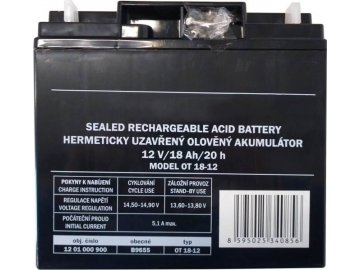 SEALED RECHARGEABLE ACID BATTERY
HERMETICKY UZAVŘENÝ OLOVĚNÝ AKUMULÁTOR
12 V/18 Ah/20 h
MODEL OT 18-12
POKYNY K NABÍJENÍ CYKLOVÁNÍ ZÁLOŽNÍ PROVOZ
CHARGE INSTRUCTION CYCLE USE STAND-BY USE
REGULACE NAPĚTÍ 14,50–14,90 V 13,60–13,80 V
VOLTAGE REGULATION
POČÁTEČNÍ PROUD 5,1 A max.
INITIAL CURRENT
obj. číslo obecné typ
12 01 000 900 B9655 OT 18-12
8 595025 340856